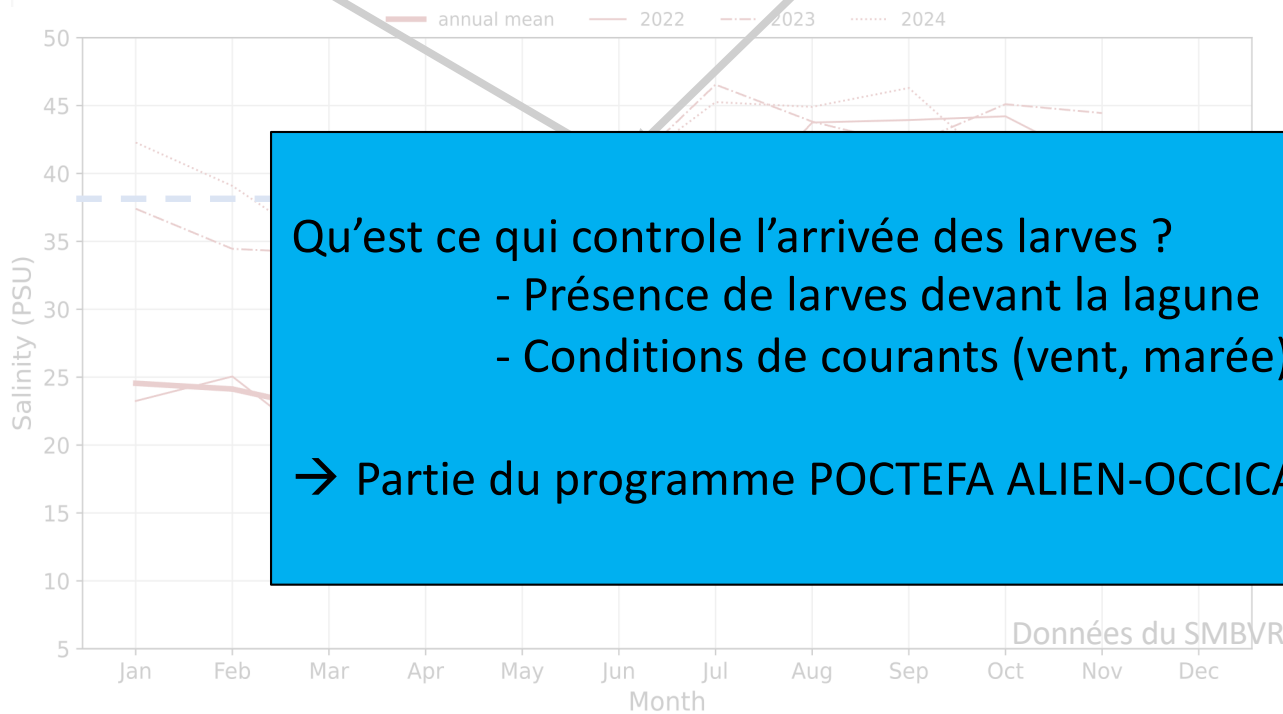 annual mean 2022 2023 2024
50
45
40
35
30
25
20
15
10
5
Salinity (PSU)
Qu’est ce qui controle l’arrivée des larves ?
- Présence de larves devant la lagune
- Conditions de courants (vent, marée)
→ Partie du programme POCTEFA ALIEN-OCCICA
Données du SMBVR
Jan Feb Mar Apr May Jun Jul Aug Sep Oct Nov Dec
Month